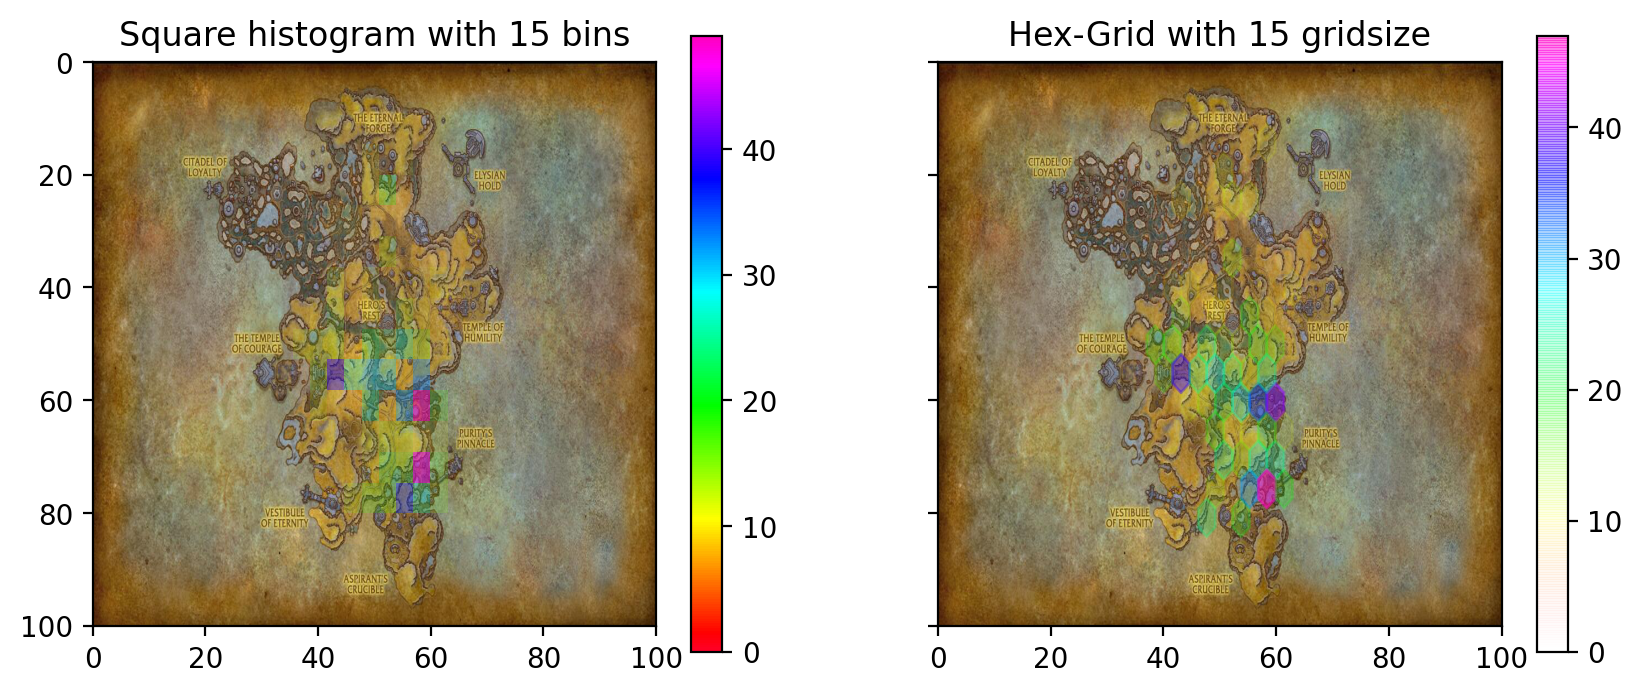 Square histogram with 15 bins
Hex-Grid with 15 gridsize
0
20
40
60
80
100
0
20
40
60
80
100
THE ETERNAL
FORGE
CITADEL OF
LOYALTY
ELYSIAN
HOLD
HERO'S
REST
THE TEMPLE
OF COURAGE
TEMPLE OF
HUMILITY
PURITY'S
PINNACLE
VESTIBULE
OF ETERNITY
ASPIRANT'S
CRUCIBLE
40
30
20
10
0
THE ETERNAL
FORGE
CITADEL OF
LOYALTY
ELYSIAN
HOLD
HERO'S
REST
THE TEMPLE
OF COURAGE
TEMPLE OF
HUMILITY
PURITY'S
PINNACLE
VESTIBULE
OF ETERNITY
ASPIRANT'S
CRUCIBLE
0
20
40
60
80
100
40
30
20
10
0